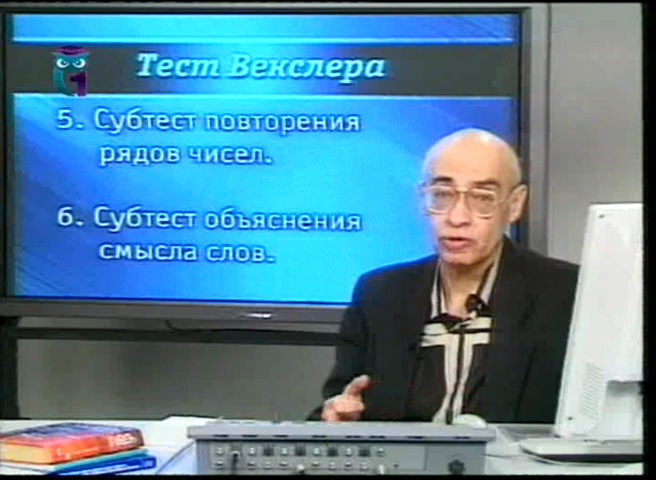 Тест Векслера
5. Субтест повторения
рядов чисел.
6. Субтест объяснения
смысла слов.